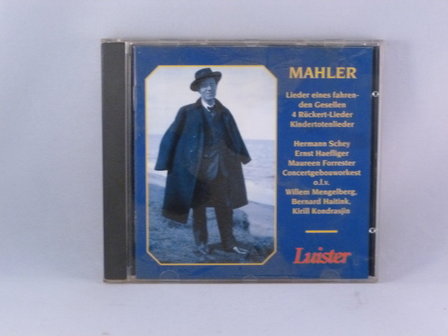 MAHLER
Lieder eines fahren-
den Gesellen
4 Rückert-Lieder
Kindertotenlieder
Hermann Schey
Ernst Haefliger
Maureen Forrester
Concertgebouworkest
o.l.v.
Willem Mengelberg,
Bernard Haitink,
Kirill Kondrasjin
Luister